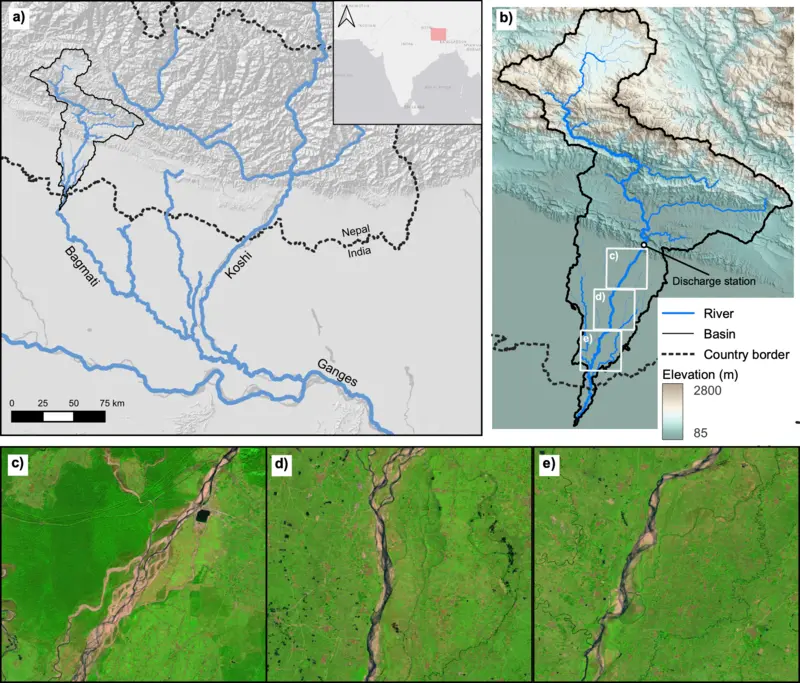 a)
Nepal
India
Bagmati
Koshi
Ganges
0 25 50 75 km
b)
c)
Discharge station
d)
e)
River
Basin
Country border
Elevation (m)
2800
85
c)
d)
e)